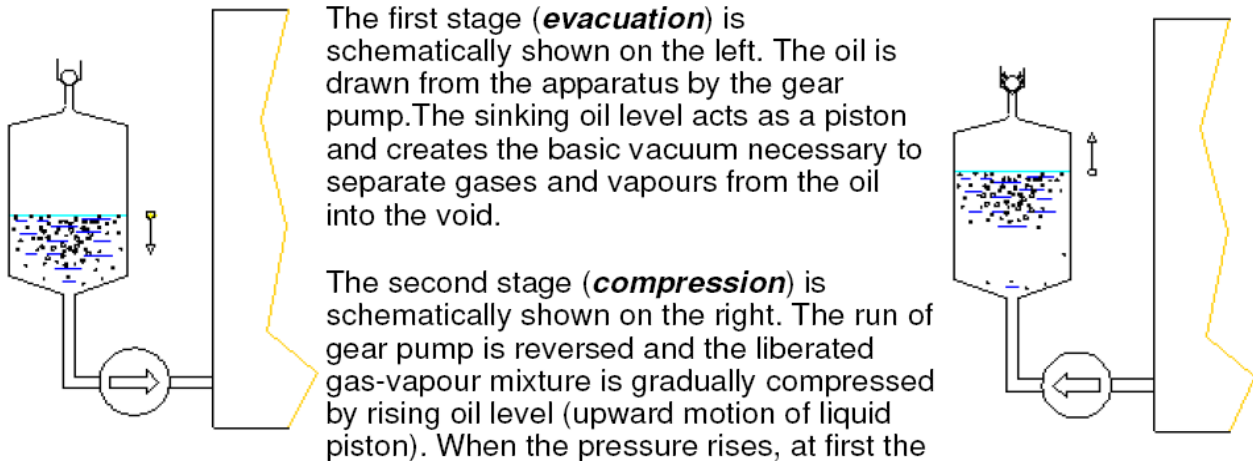 The first stage (evacuation) is
schematically shown on the left. The oil is
drawn from the apparatus by the gear
pump.The sinking oil level acts as a piston
and creates the basic vacuum necessary to
separate gases and vapours from the oil
into the void.
The second stage (compression) is
schematically shown on the right. The run of
gear pump is reversed and the liberated
gas-vapour mixture is gradually compressed
by rising oil level (upward motion of liquid
piston). When the pressure rises, at first the